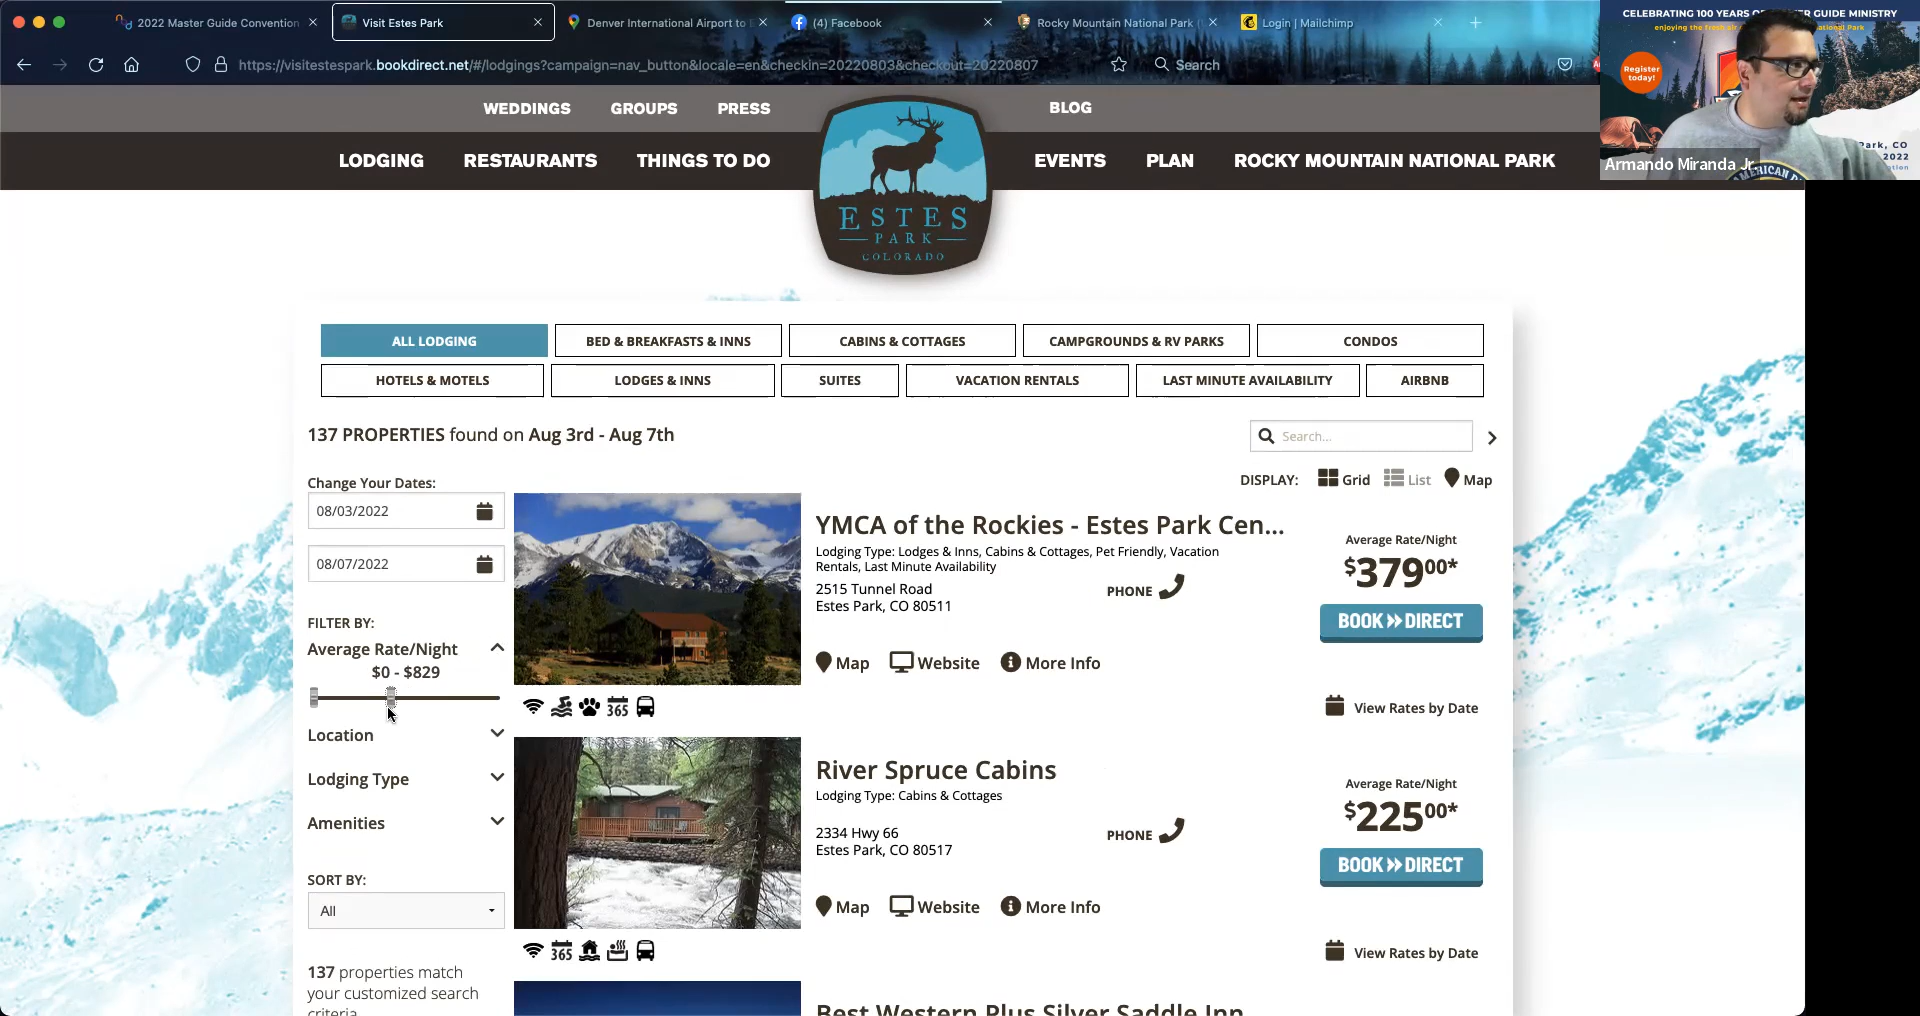 2022 Master Guide Convention
Visit Estes Park
Denver International Airport to E
(4) Facebook
Rocky Mountain National Park (
Login | Mailchimp
https://visitestespark.bookdirect.net/#/lodgings?campaign=nav_button&locale=en&checkin=20220803&checkout=20220807
Search
CELEBRATING 100 YEARS OF
ER GUIDE MINISTRY
enjoying the fresh air
ational Park
Register
today!
Park, CO
2022
Armando Miranda Jr.
AMERICAN
WEDDINGS
GROUPS
PRESS
BLOG
LODGING
RESTAURANTS
THINGS TO DO
EVENTS
PLAN
ROCKY MOUNTAIN NATIONAL PARK
ESTES
PARK
COLORADO
ALL LODGING
BED & BREAKFASTS & INNS
CABINS & COTTAGES
CAMPGROUNDS & RV PARKS
CONDOS
HOTELS & MOTELS
LODGES & INNS
SUITES
VACATION RENTALS
LAST MINUTE AVAILABILITY
AIRBNB
137 PROPERTIES found on Aug 3rd - Aug 7th
Search...
DISPLAY: Grid List Map
Change Your Dates:
08/03/2022
08/07/2022
FILTER BY:
Average Rate/Night
$0 - $829
Location
Lodging Type
Amenities
SORT BY:
All
137 properties match
your customized search
criteria
YMCA of the Rockies - Estes Park Cen...
Lodging Type: Lodges & Inns, Cabins & Cottages, Pet Friendly, Vacation
Rentals, Last Minute Availability
2515 Tunnel Road
Estes Park, CO 80511
PHONE
Map Website More Info
365
Average Rate/Night
$37900*
BOOK DIRECT
View Rates by Date
River Spruce Cabins
Lodging Type: Cabins & Cottages
2334 Hwy 66
Estes Park, CO 80517
PHONE
Map Website More Info
365
Average Rate/Night
$22500*
BOOK DIRECT
View Rates by Date
Best Western Plus Silver Saddle Inn